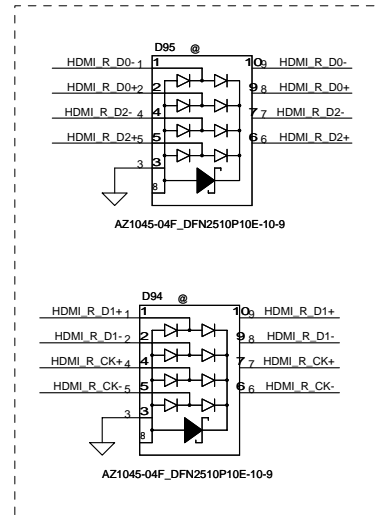 D95 @
HDMI_R_D0- 1 1 10 9 HDMI_R_D0-
HDMI_R_D0+ 2 2 9 8 HDMI_R_D0+
HDMI_R_D2- 4 4 7 7 HDMI_R_D2-
HDMI_R_D2+ 5 5 6 6 HDMI_R_D2+
3 3
8
AZ1045-04F_DFN2510P10E-10-9
D94 @
HDMI_R_D1+ 1 1 10 9 HDMI_R_D1+
HDMI_R_D1- 2 2 9 8 HDMI_R_D1-
HDMI_R_CK+ 4 4 7 7 HDMI_R_CK+
HDMI_R_CK- 5 5 6 6 HDMI_R_CK-
3 3
8
AZ1045-04F_DFN2510P10E-10-9